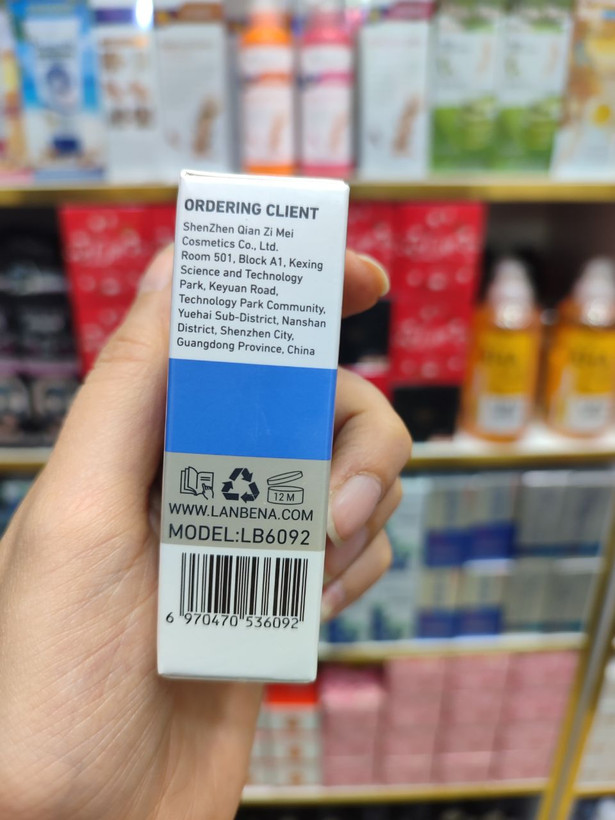 ORDERING CLIENT
ShenZhen Qian Zi Mei
Cosmetics Co., Ltd.
Room 501, Block A1, Kexing
Science and Technology
Park, Keyuan Road,
Technology Park Community,
Yuehai Sub-District, Nanshan
District, Shenzhen City,
Guangdong Province, China
12 M
WWW.LANBENA.COM
MODEL:LB6092
6 970470 536092